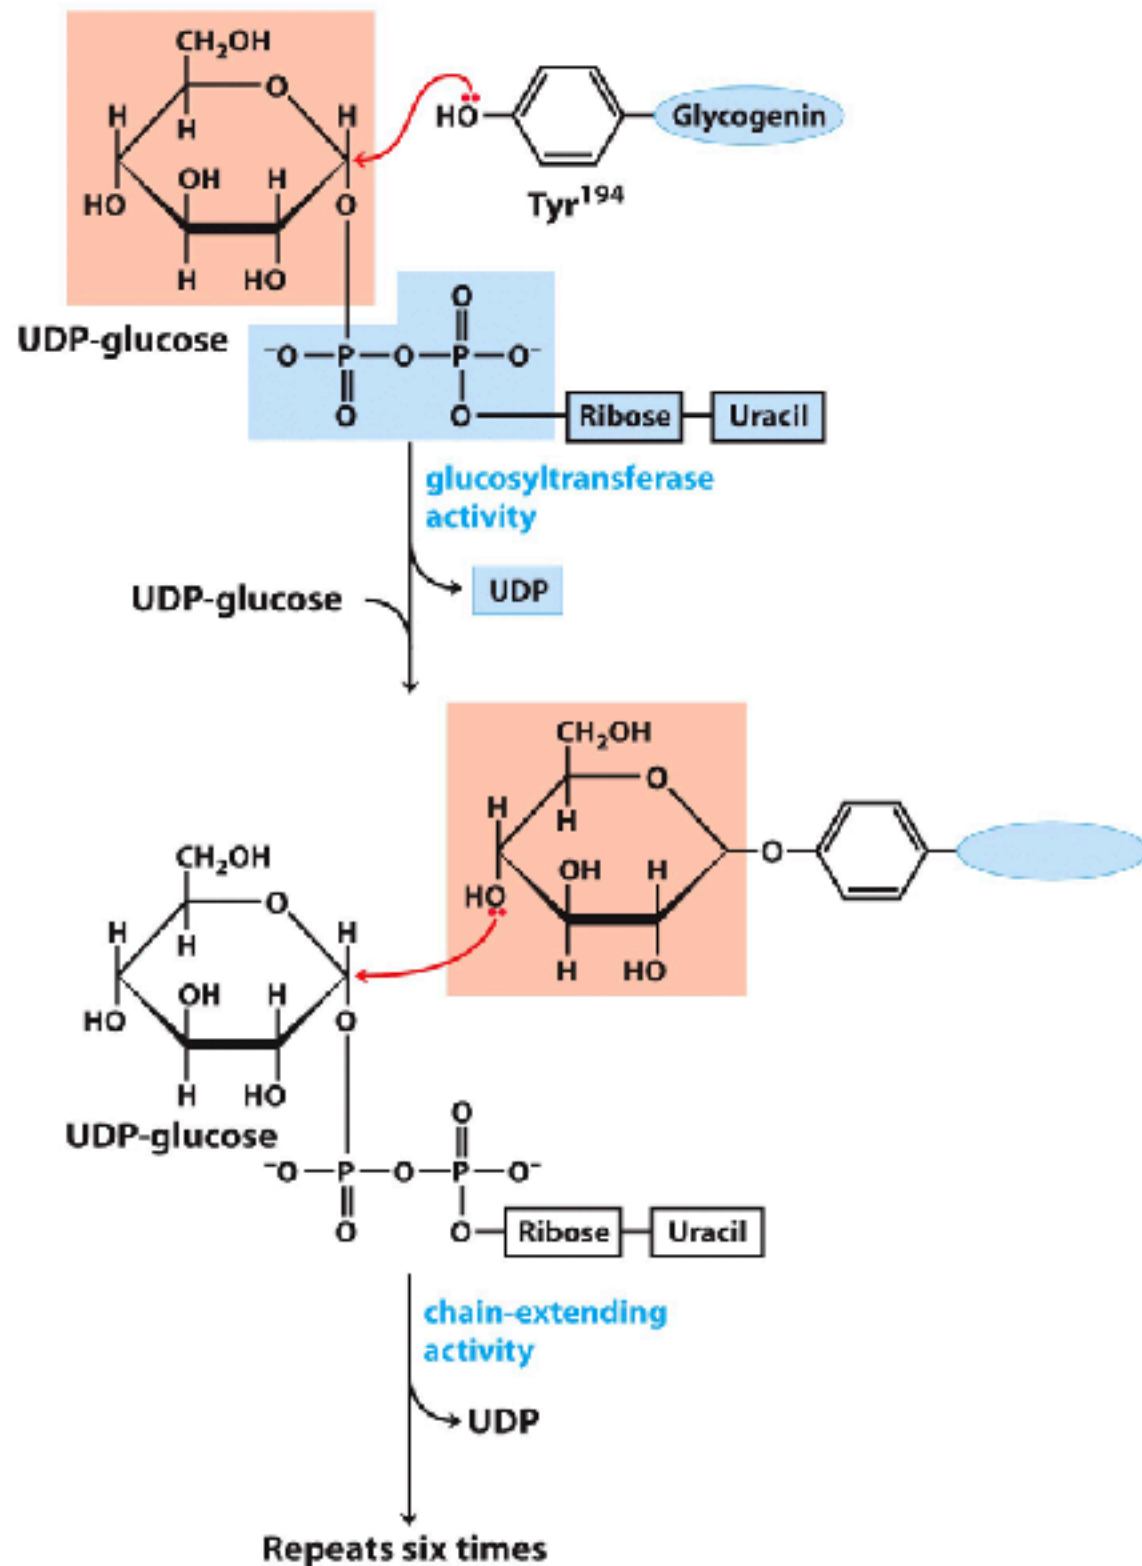 CH₂OH
O
H
H
H
HO
Glycogenin
OH
H
HO
O
Tyr¹⁹⁴
H
HO
O
UDP-glucose
⁻O—P—O—P—O⁻
O
O
Ribose
Uracil
glucosyltransferase
activity
UDP
UDP-glucose
CH₂OH
O
H
H
O
OH
H
HO
H
HO
CH₂OH
O
H
H
H
OH
H
HO
O
H
HO
O
UDP-glucose
⁻O—P—O—P—O⁻
O
O
Ribose
Uracil
chain-extending
activity
UDP
Repeats six times